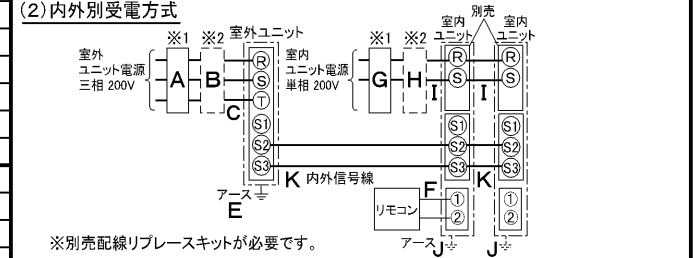 (2)内外別受電方式
※1 ※2 室外ユニット
※1 ※2 室内ユニット 別売 室内ユニット
室外
ユニット電源
三相 200V
A B C
R
S
T
S1
S2
S3
アース
E
室内
ユニット電源
単相 200V
G H I I
R
S
R
S
S1
S2
S3
S1
S2
S3
K 内外信号線
K
F
リモコン
①
②
①
②
アース J J
※別売配線リプレースキットが必要です。